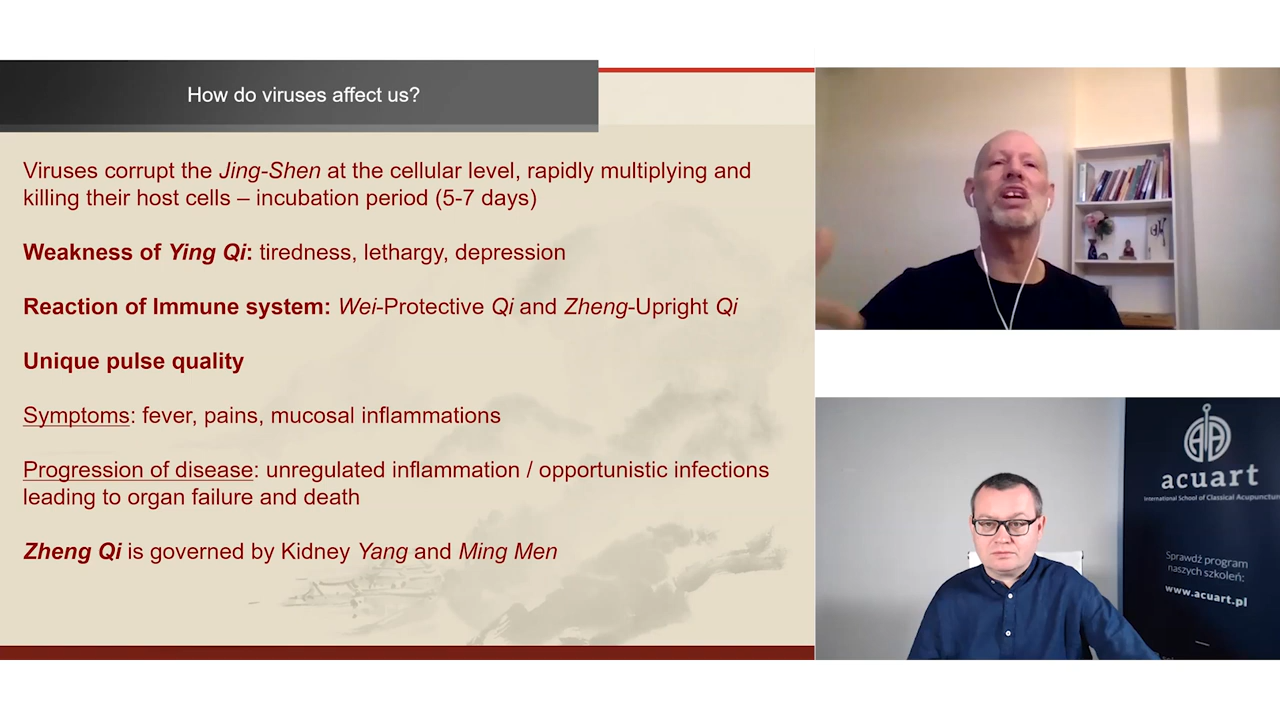 How do viruses affect us?
Viruses corrupt the Jing-Shen at the cellular level, rapidly multiplying and
killing their host cells – incubation period (5-7 days)
Weakness of Ying Qi: tiredness, lethargy, depression
Reaction of Immune system: Wei-Protective Qi and Zheng-Upright Qi
Unique pulse quality
Symptoms: fever, pains, mucosal inflammations
Progression of disease: unregulated inflammation / opportunistic infections
leading to organ failure and death
Zheng Qi is governed by Kidney Yang and Ming Men
acuart
International School of Classical Acupunctur
Sprawdź program
naszych szkoleń:
www.acuart.pl